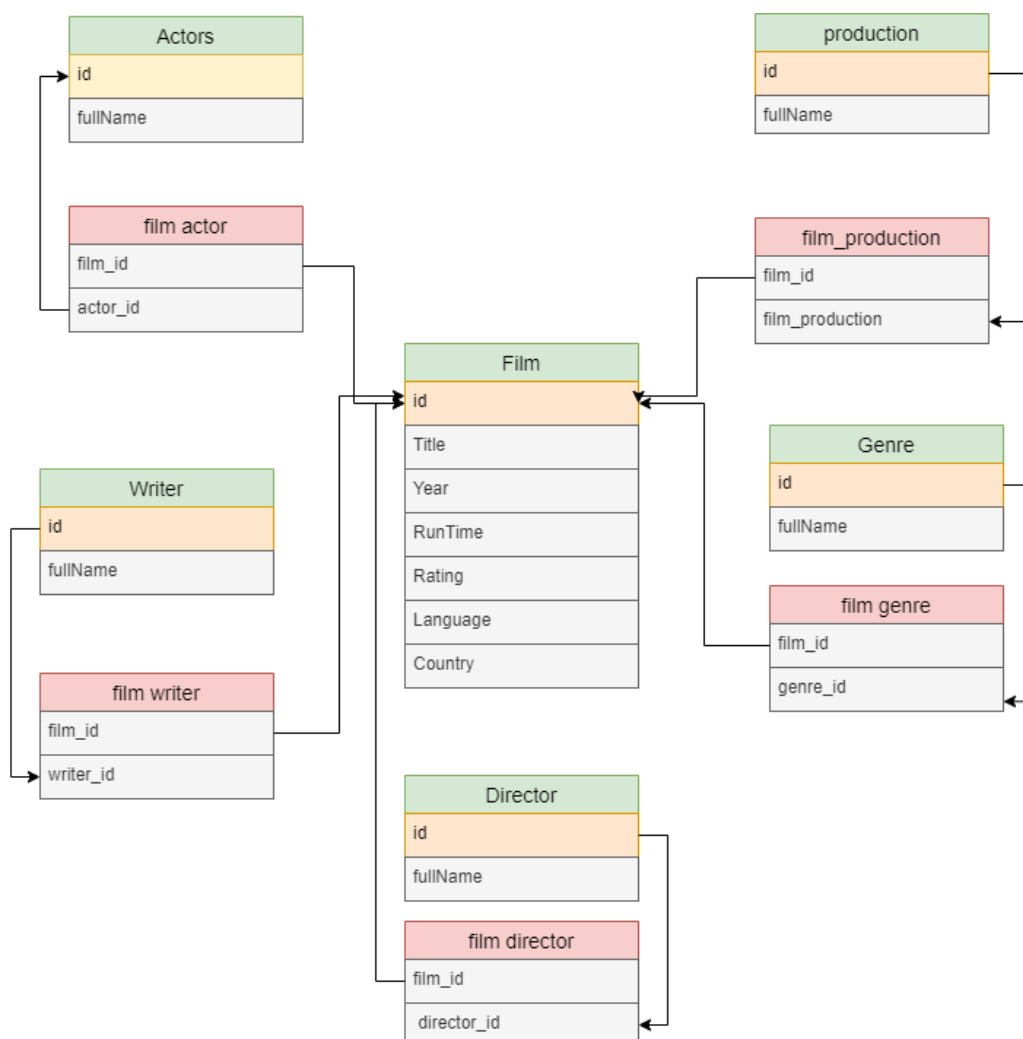 Actors
id
fullName
production
id
fullName
film actor
film_id
actor_id
film_production
film_id
film_production
Film
id
Title
Year
RunTime
Rating
Language
Country
Genre
id
fullName
Writer
id
fullName
film genre
film_id
genre_id
film writer
film_id
writer_id
Director
id
fullName
film director
film_id
director_id